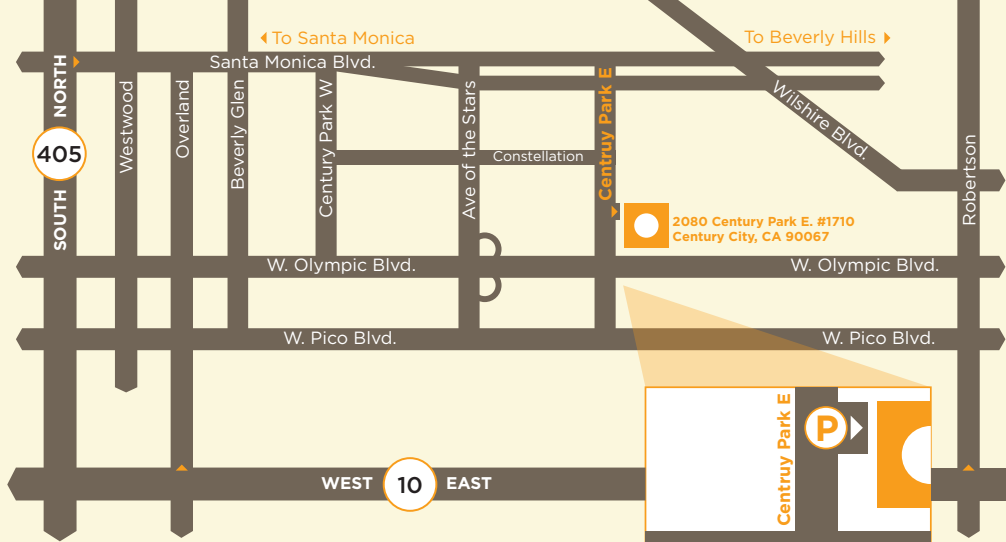 To Santa Monica
To Beverly Hills
Santa Monica Blvd.
NORTH
405
SOUTH
Westwood
Overland
Beverly Glen
Century Park W
Ave of the Stars
Constellation
Centruy Park E
Wilshire Blvd.
Robertson
2080 Century Park E. #1710
Century City, CA 90067
W. Olympic Blvd.
W. Olympic Blvd.
W. Pico Blvd.
W. Pico Blvd.
Centruy Park E
P
WEST
10
EAST